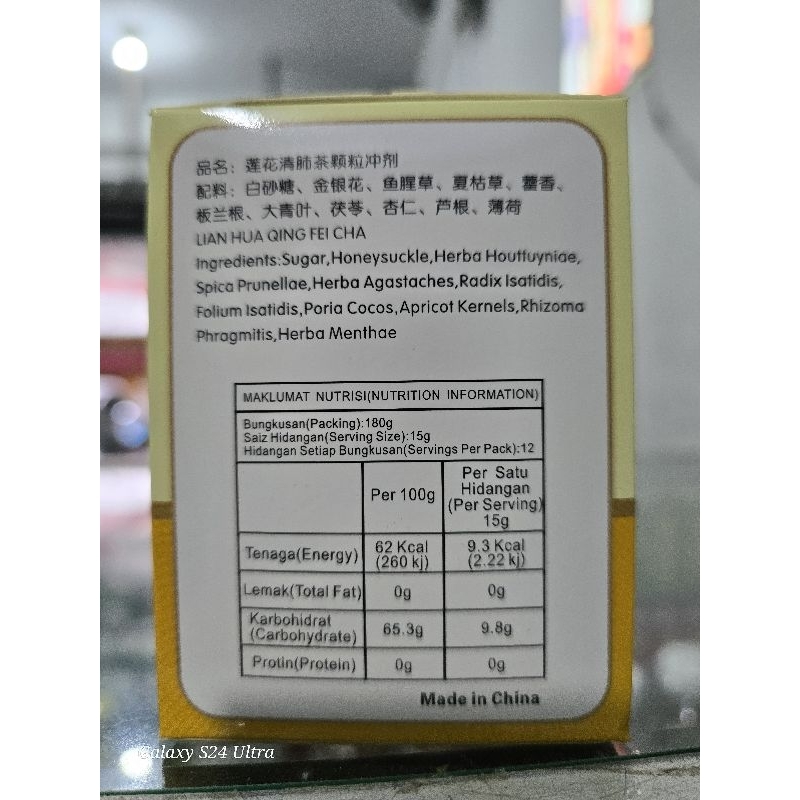 品名：莲花清肺茶颗粒冲剂
配料：白砂糖、金银花、鱼腥草、夏枯草、藿香、
板兰根、大青叶、茯苓、杏仁、芦根、薄荷
LIAN HUA QING FEI CHA
Ingredients:Sugar,Honeysuckle,Herba Houttuyniae,
Spica Prunellae,Herba Agastaches,Radix Isatidis,
Folium Isatidis,Poria Cocos,Apricot Kernels,Rhizoma
Phragmitis,Herba Menthae
MAKLUMAT NUTRISI(NUTRITION INFORMATION)
Bungkusan(Packing):180g
Saiz Hidangan(Serving Size):15g
Hidangan Setiap Bungkusan(Servings Per Pack):12
Per 100g
Per Satu
Hidangan
(Per Serving)
15g
Tenaga(Energy)
62 Kcal
(260 kj)
9.3 Kcal
(2.22 kj)
Lemak(Total Fat)
0g
0g
Karbohidrat
(Carbohydrate)
65.3g
9.8g
Protin(Protein)
0g
0g
Made in China
Galaxy S24 Ultra